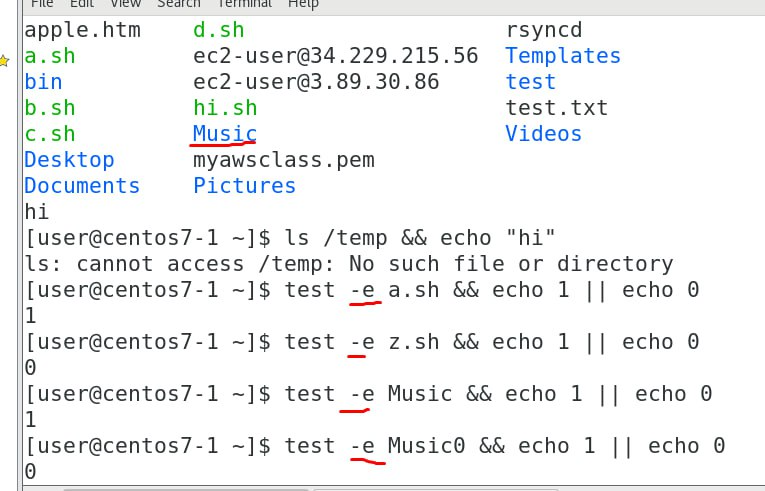 File Edit View Search Terminal Help
apple.htm d.sh rsyncd
a.sh ec2-user@34.229.215.56 Templates
bin ec2-user@3.89.30.86 test
b.sh hi.sh test.txt
c.sh Music Videos
Desktop myawsclass.pem
Documents Pictures
hi
[user@centos7-1 ~]$ ls /temp && echo "hi"
ls: cannot access /temp: No such file or directory
[user@centos7-1 ~]$ test -e a.sh && echo 1 || echo 0
1
[user@centos7-1 ~]$ test -e z.sh && echo 1 || echo 0
0
[user@centos7-1 ~]$ test -e Music && echo 1 || echo 0
1
[user@centos7-1 ~]$ test -e Music0 && echo 1 || echo 0
0